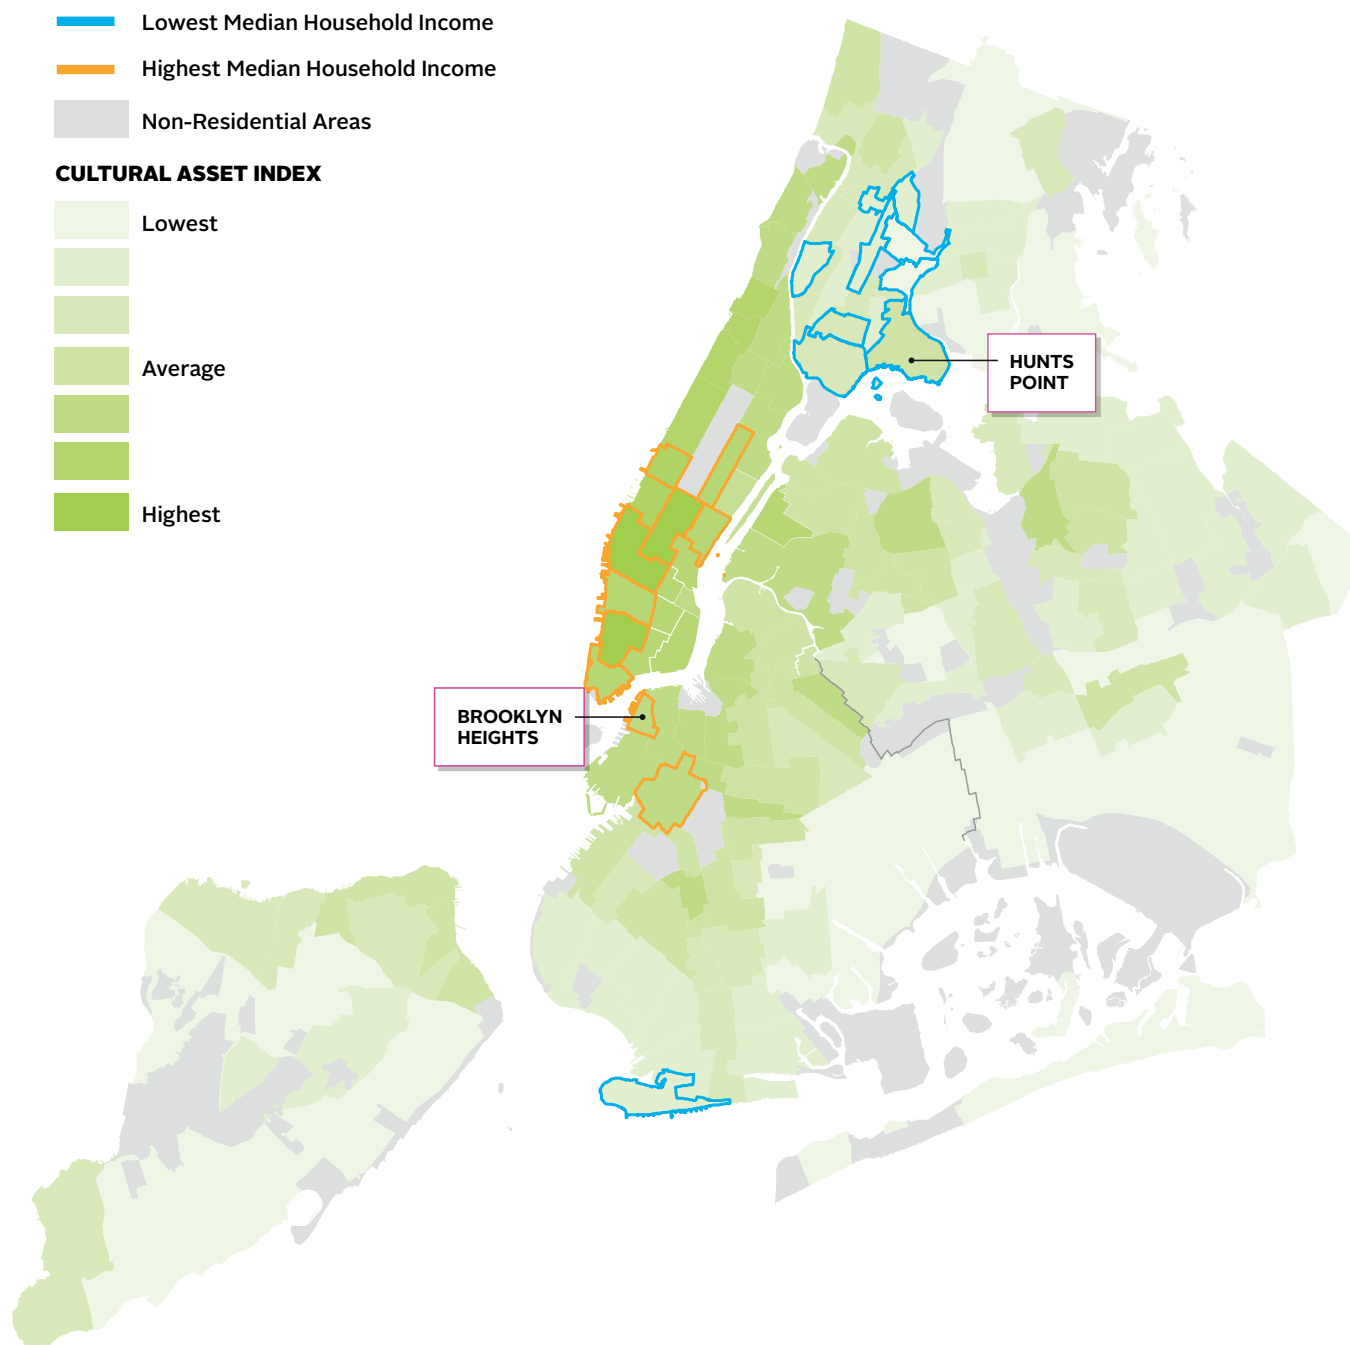 Lowest Median Household Income
Highest Median Household Income
Non-Residential Areas
CULTURAL ASSET INDEX
Lowest
Average
Highest
HUNTS
POINT
BROOKLYN
HEIGHTS